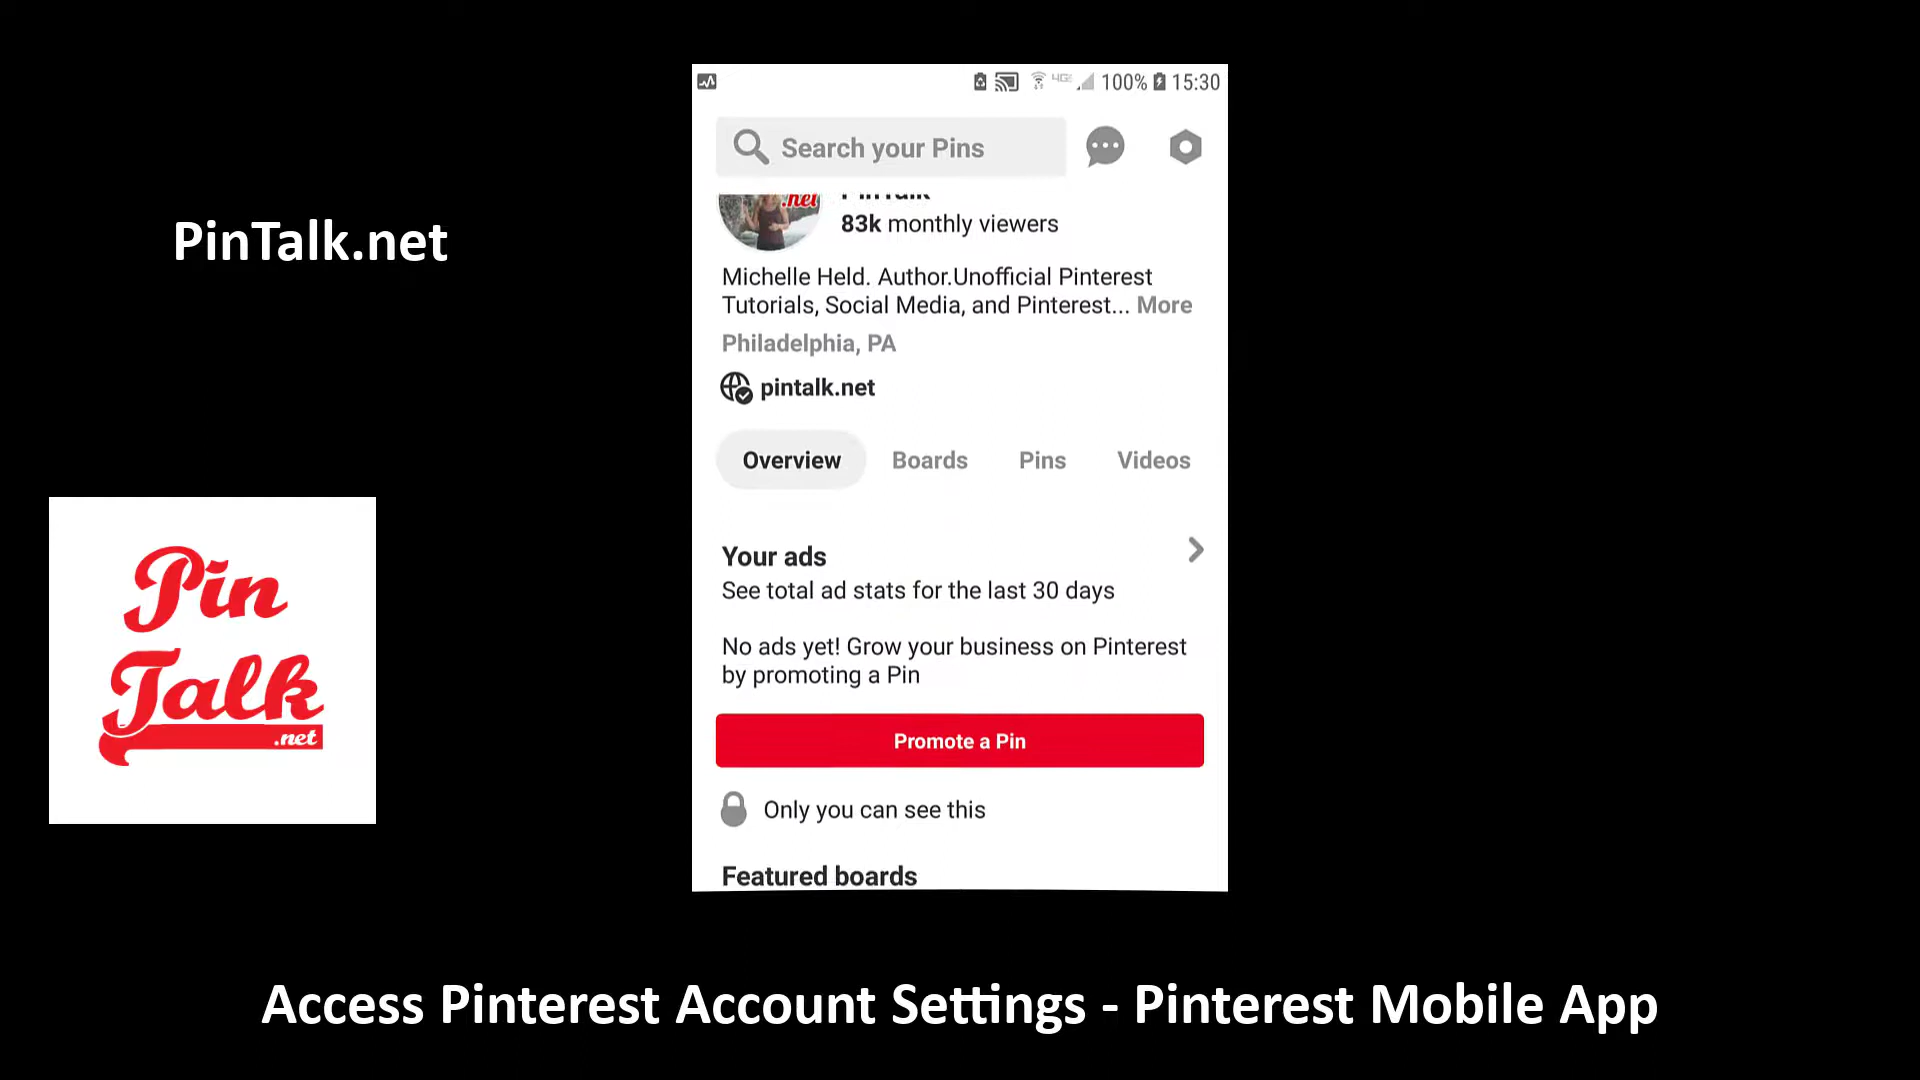 100% 15:30
Search your Pins
PinTalk
.net
83k monthly viewers
Michelle Held. Author.Unofficial Pinterest
Tutorials, Social Media, and Pinterest... More
Philadelphia, PA
pintalk.net
Overview Boards Pins Videos
Your ads
See total ad stats for the last 30 days
No ads yet! Grow your business on Pinterest
by promoting a Pin
Promote a Pin
Only you can see this
Featured boards
PinTalk.net
Pin
Talk
.net
Access Pinterest Account Settings - Pinterest Mobile App